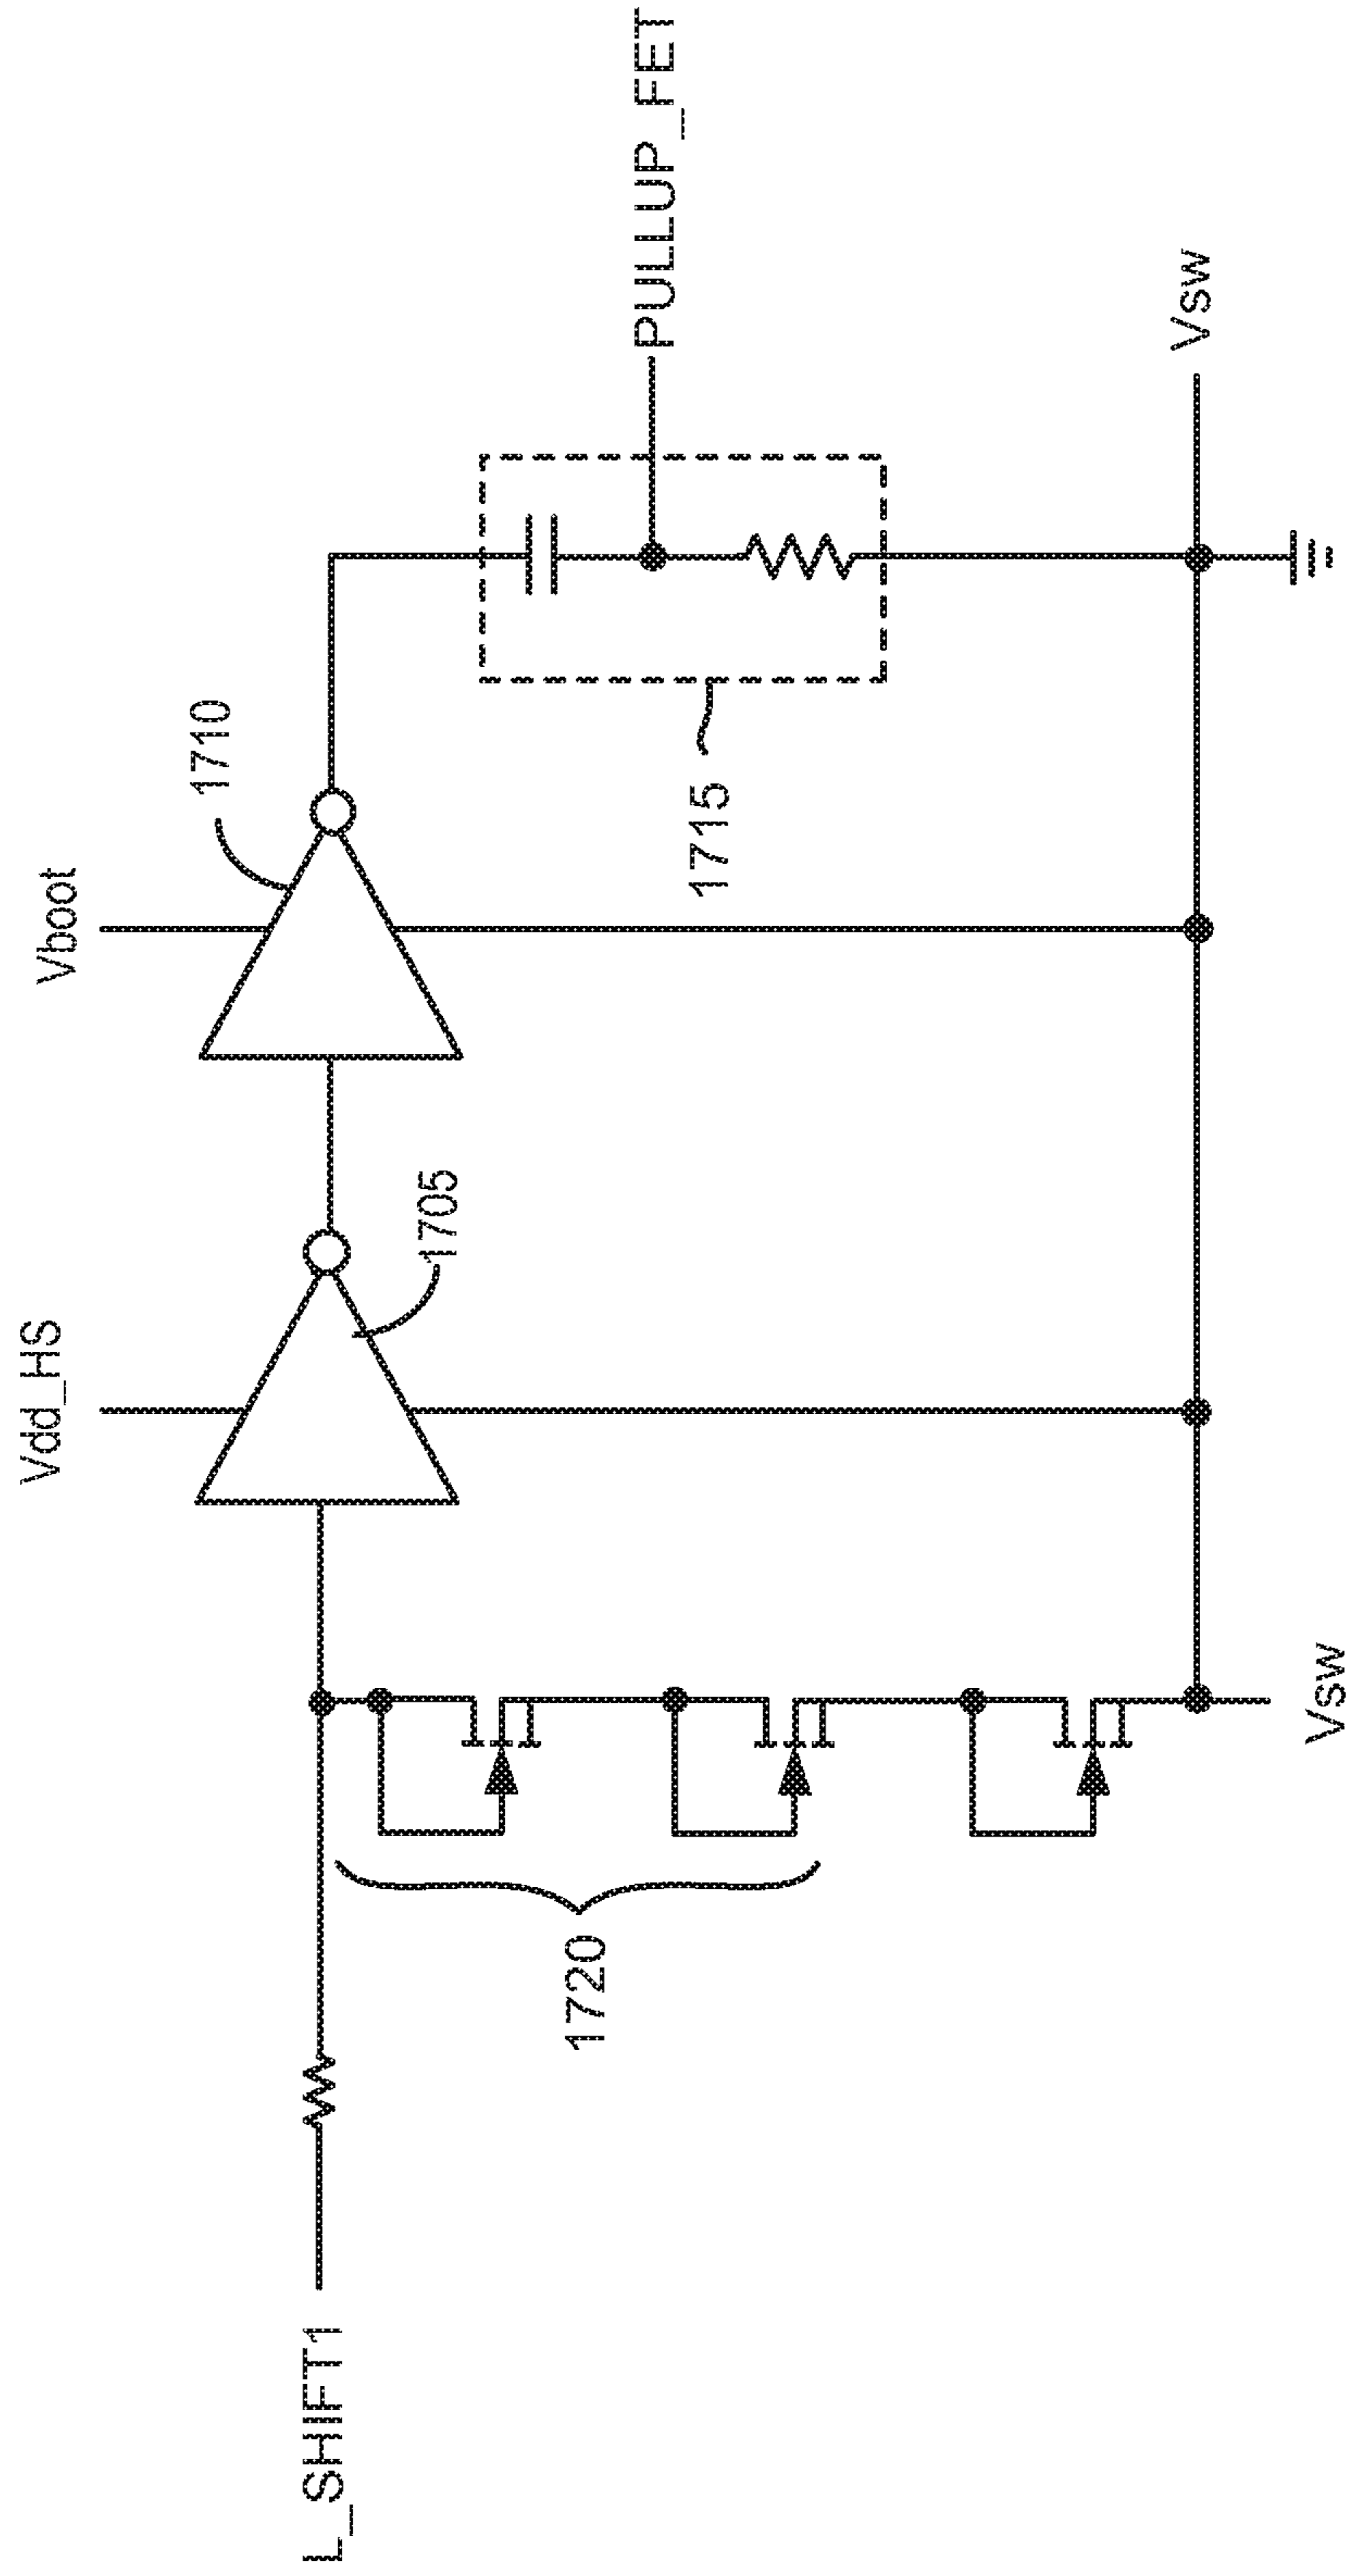 Vdd_HS
Vboot
1710
1705
L_SHIFT1
PULLUP_FET
1720
1715
Vsw
Vsw